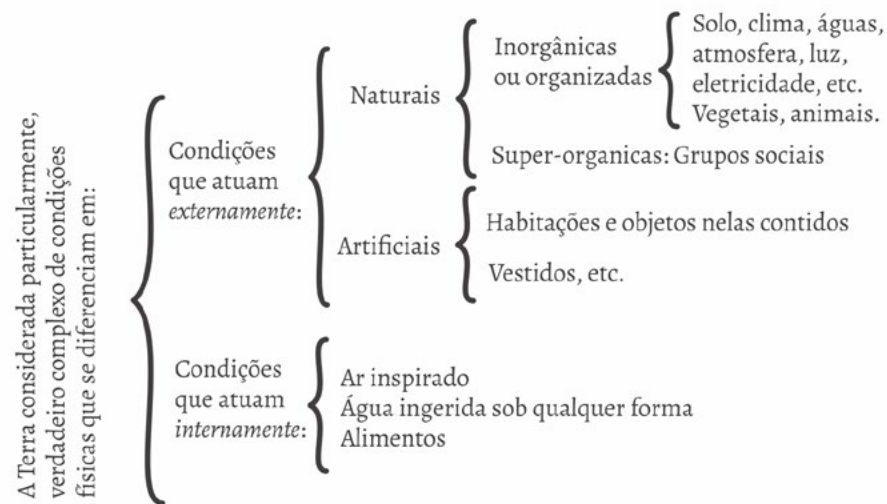 A Terra considerada particularmente,
verdadeiro complexo de condições
físicas que se diferenciam em:
Condições
que atuam
externamente:
Naturais
Inorgânicas
ou organizadas
Solo, clima, águas,
atmosfera, luz,
eletricidade, etc.
Vegetais, animais.
Super-organicas: Grupos sociais
Artificiais
Habitações e objetos nelas contidos
Vestidos, etc.
Condições
que atuam
internamente:
Ar inspirado
Água ingerida sob qualquer forma
Alimentos